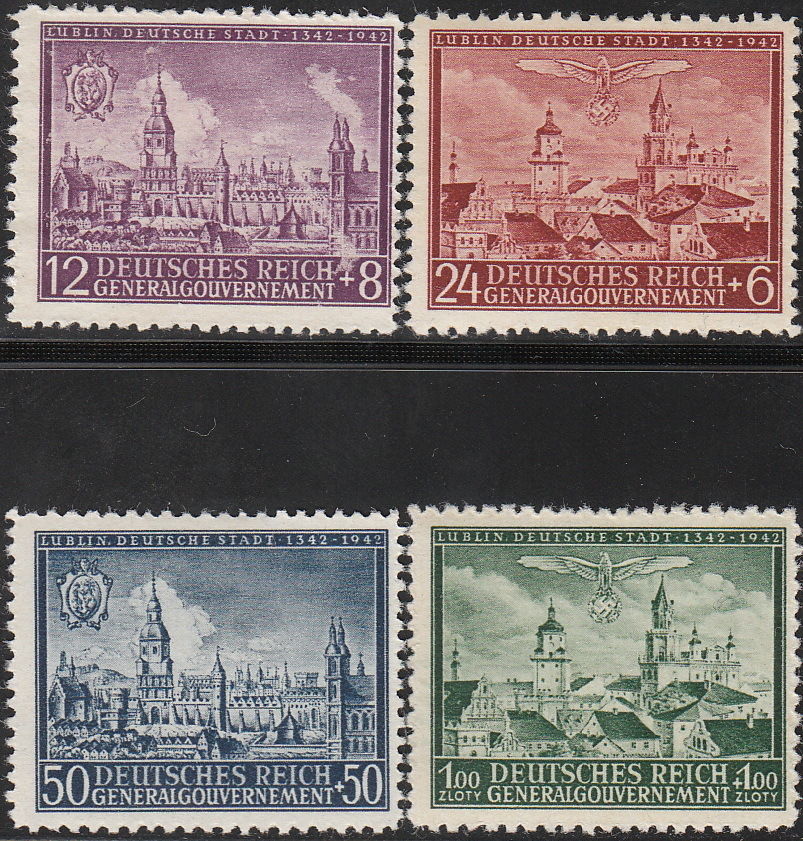 LUBLIN. DEUTSCHE STADT · 1342-1942
12 DEUTSCHES REICH +8
GENERALGOUVERNEMENT
LUBLIN. DEUTSCHE STADT · 1342-1942
24 DEUTSCHES REICH +6
GENERALGOUVERNEMENT
LUBLIN. DEUTSCHE STADT · 1342-1942
50 DEUTSCHES REICH +50
GENERALGOUVERNEMENT
LUBLIN. DEUTSCHE STADT · 1342-1942
1.00 DEUTSCHES REICH +1.00
ZLOTY GENERALGOUVERNEMENT ZLOTY